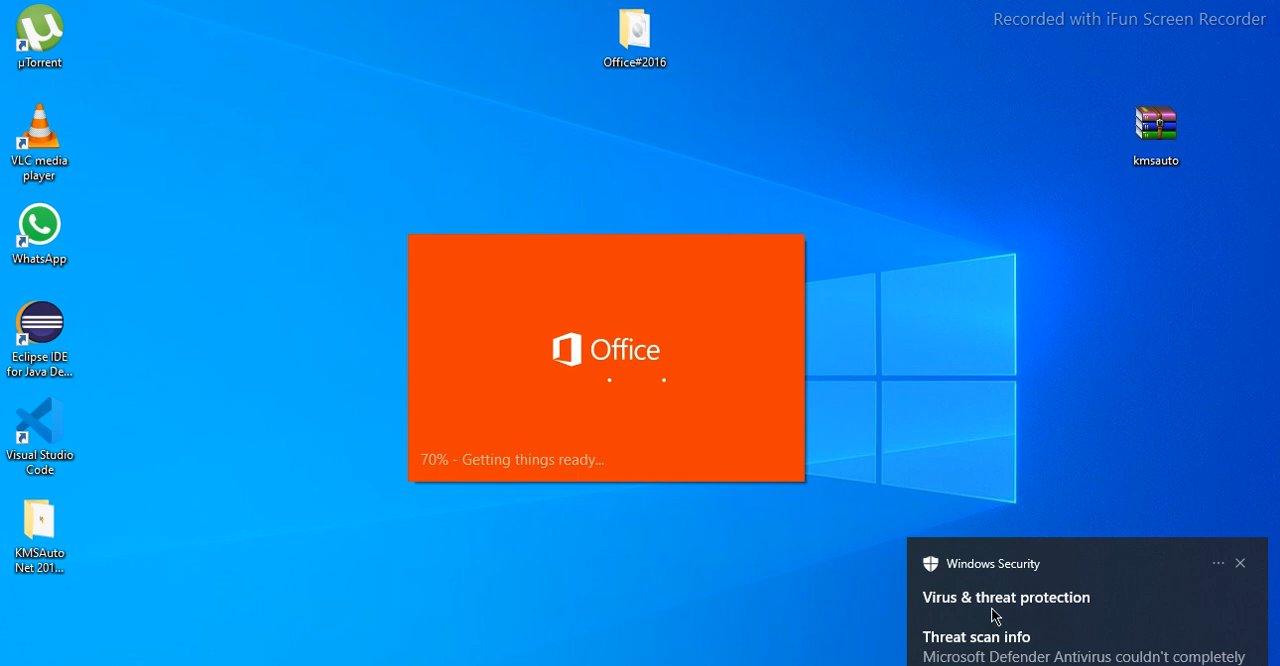 Recorded with iFun Screen Recorder
µTorrent
Office#2016
VLC media
player
kmsauto
WhatsApp
Eclipse IDE
for Java De...
Office
Visual Studio
Code
70% - Getting things ready...
KMSAuto
Net 201...
Windows Security
Virus & threat protection
Threat scan info
Microsoft Defender Antivirus couldn't completely